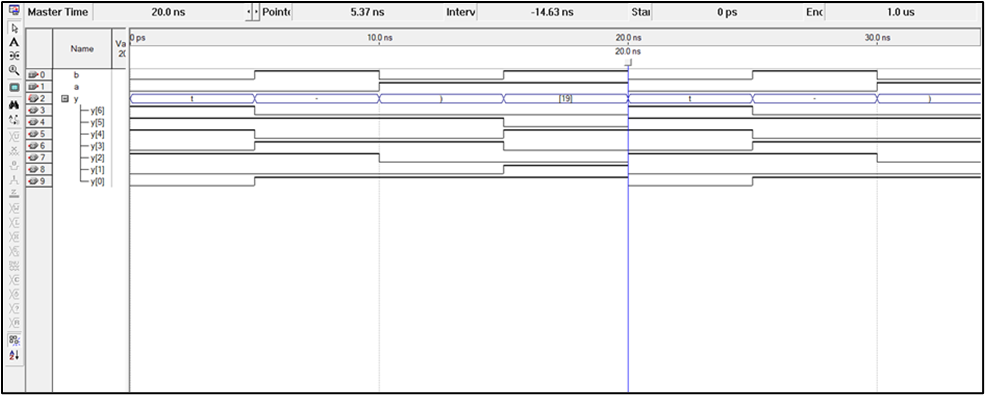 Master Time 20.0 ns Pointe 5.37 ns Interv -14.63 ns Stai 0 ps Enc 1.0 us
Name Va 0 ps 10.0 ns 20.0 ns 30.0 ns
20.0 ns
0 b
1 a
2 y t - ) [19] t - )
3 y[6]
4 y[5]
5 y[4]
6 y[3]
7 y[2]
8 y[1]
9 y[0]